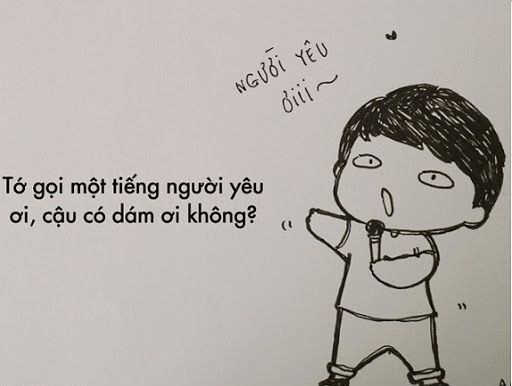 NGƯỜI YÊU
ƠIII~
Tớ gọi một tiếng người yêu
ơi, cậu có dám ơi không?